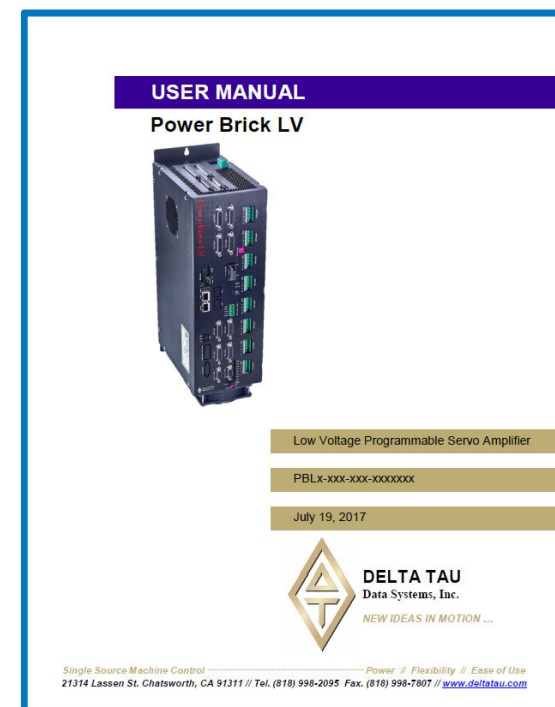 USER MANUAL
Power Brick LV
Low Voltage Programmable Servo Amplifier
PBLx-xxx-xxx-xxxxxxx
July 19, 2017
DELTA TAU
Data Systems, Inc.
NEW IDEAS IN MOTION ...
Single Source Machine Control Power // Flexibility // Ease of Use
21314 Lassen St. Chatsworth, CA 91311 // Tel. (818) 998-2095 Fax. (818) 998-7807 // www.deltatau.com